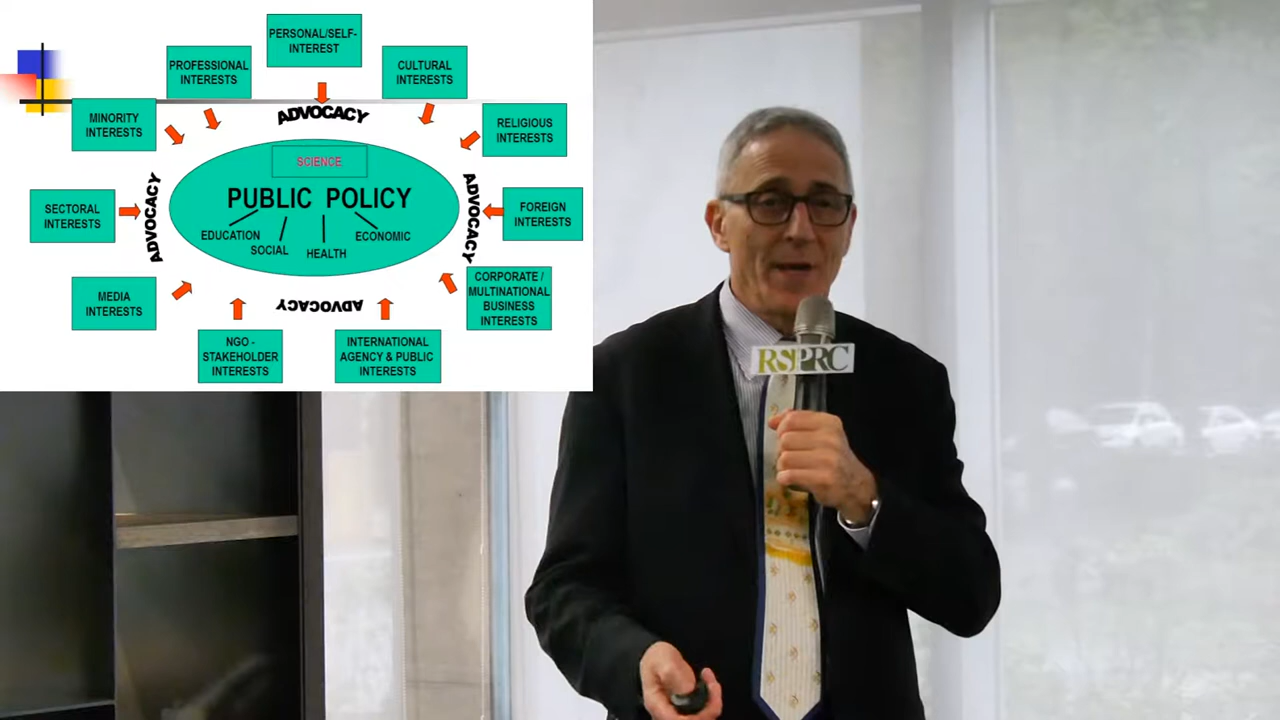 PERSONAL/SELF-
INTEREST
PROFESSIONAL
INTERESTS
CULTURAL
INTERESTS
MINORITY
INTERESTS
ADVOCACY
RELIGIOUS
INTERESTS
SCIENCE
PUBLIC POLICY
EDUCATION
SOCIAL
HEALTH
ECONOMIC
ADVOCACY
ADVOCACY
SECTORAL
INTERESTS
FOREIGN
INTERESTS
MEDIA
INTERESTS
ADVOCACY
CORPORATE /
MULTINATIONAL
BUSINESS
INTERESTS
NGO -
STAKEHOLDER
INTERESTS
INTERNATIONAL
AGENCY & PUBLIC
INTERESTS
RSPRC